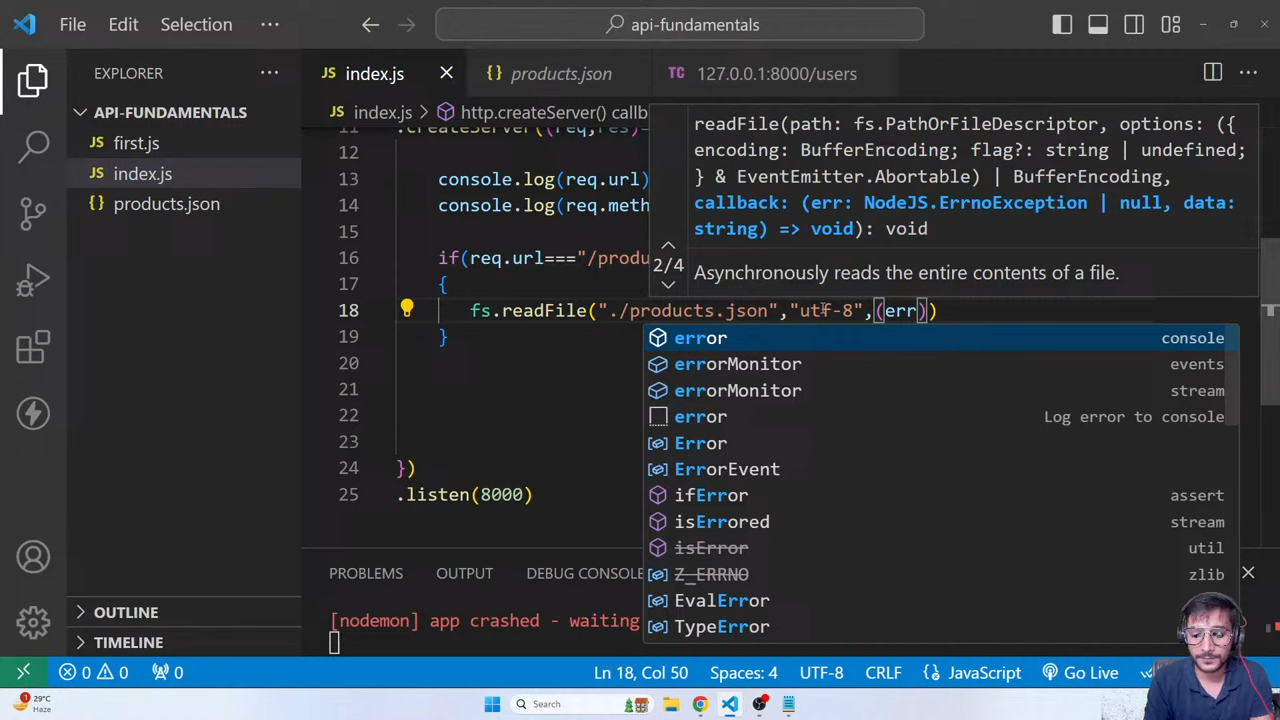 File Edit Selection ··· api-fundamentals
EXPLORER ···
API-FUNDAMENTALS
JS first.js
JS index.js
{} products.json
OUTLINE
TIMELINE
JS index.js
{} products.json
TC 127.0.0.1:8000/users ···
JS index.js > http.createServer() callb
.createServer((req,res)=
12
13 console.log(req.url)
14 console.log(req.meth
15
16 if(req.url==="/produ
17 {
18 fs.readFile("./products.json","utf-8",(err))
19 }
20
21
22
23
24 })
25 .listen(8000)
readFile(path: fs.PathOrFileDescriptor, options: ({
encoding: BufferEncoding; flag?: string | undefined;
} & EventEmitter.Abortable) | BufferEncoding,
callback: (err: NodeJS.ErrnoException | null, data:
string) => void): void
2/4
Asynchronously reads the entire contents of a file.
error console
errorMonitor events
errorMonitor stream
error Log error to console
Error
ErrorEvent
ifError assert
isErrored stream
isError util
Z_ERRNO zlib
EvalError
TypeError
PROBLEMS OUTPUT DEBUG CONSOLE
[nodemon] app crashed - waiting
0 0 0 Ln 18, Col 50 Spaces: 4 UTF-8 CRLF {} JavaScript Go Live
29°C
Haze
Search